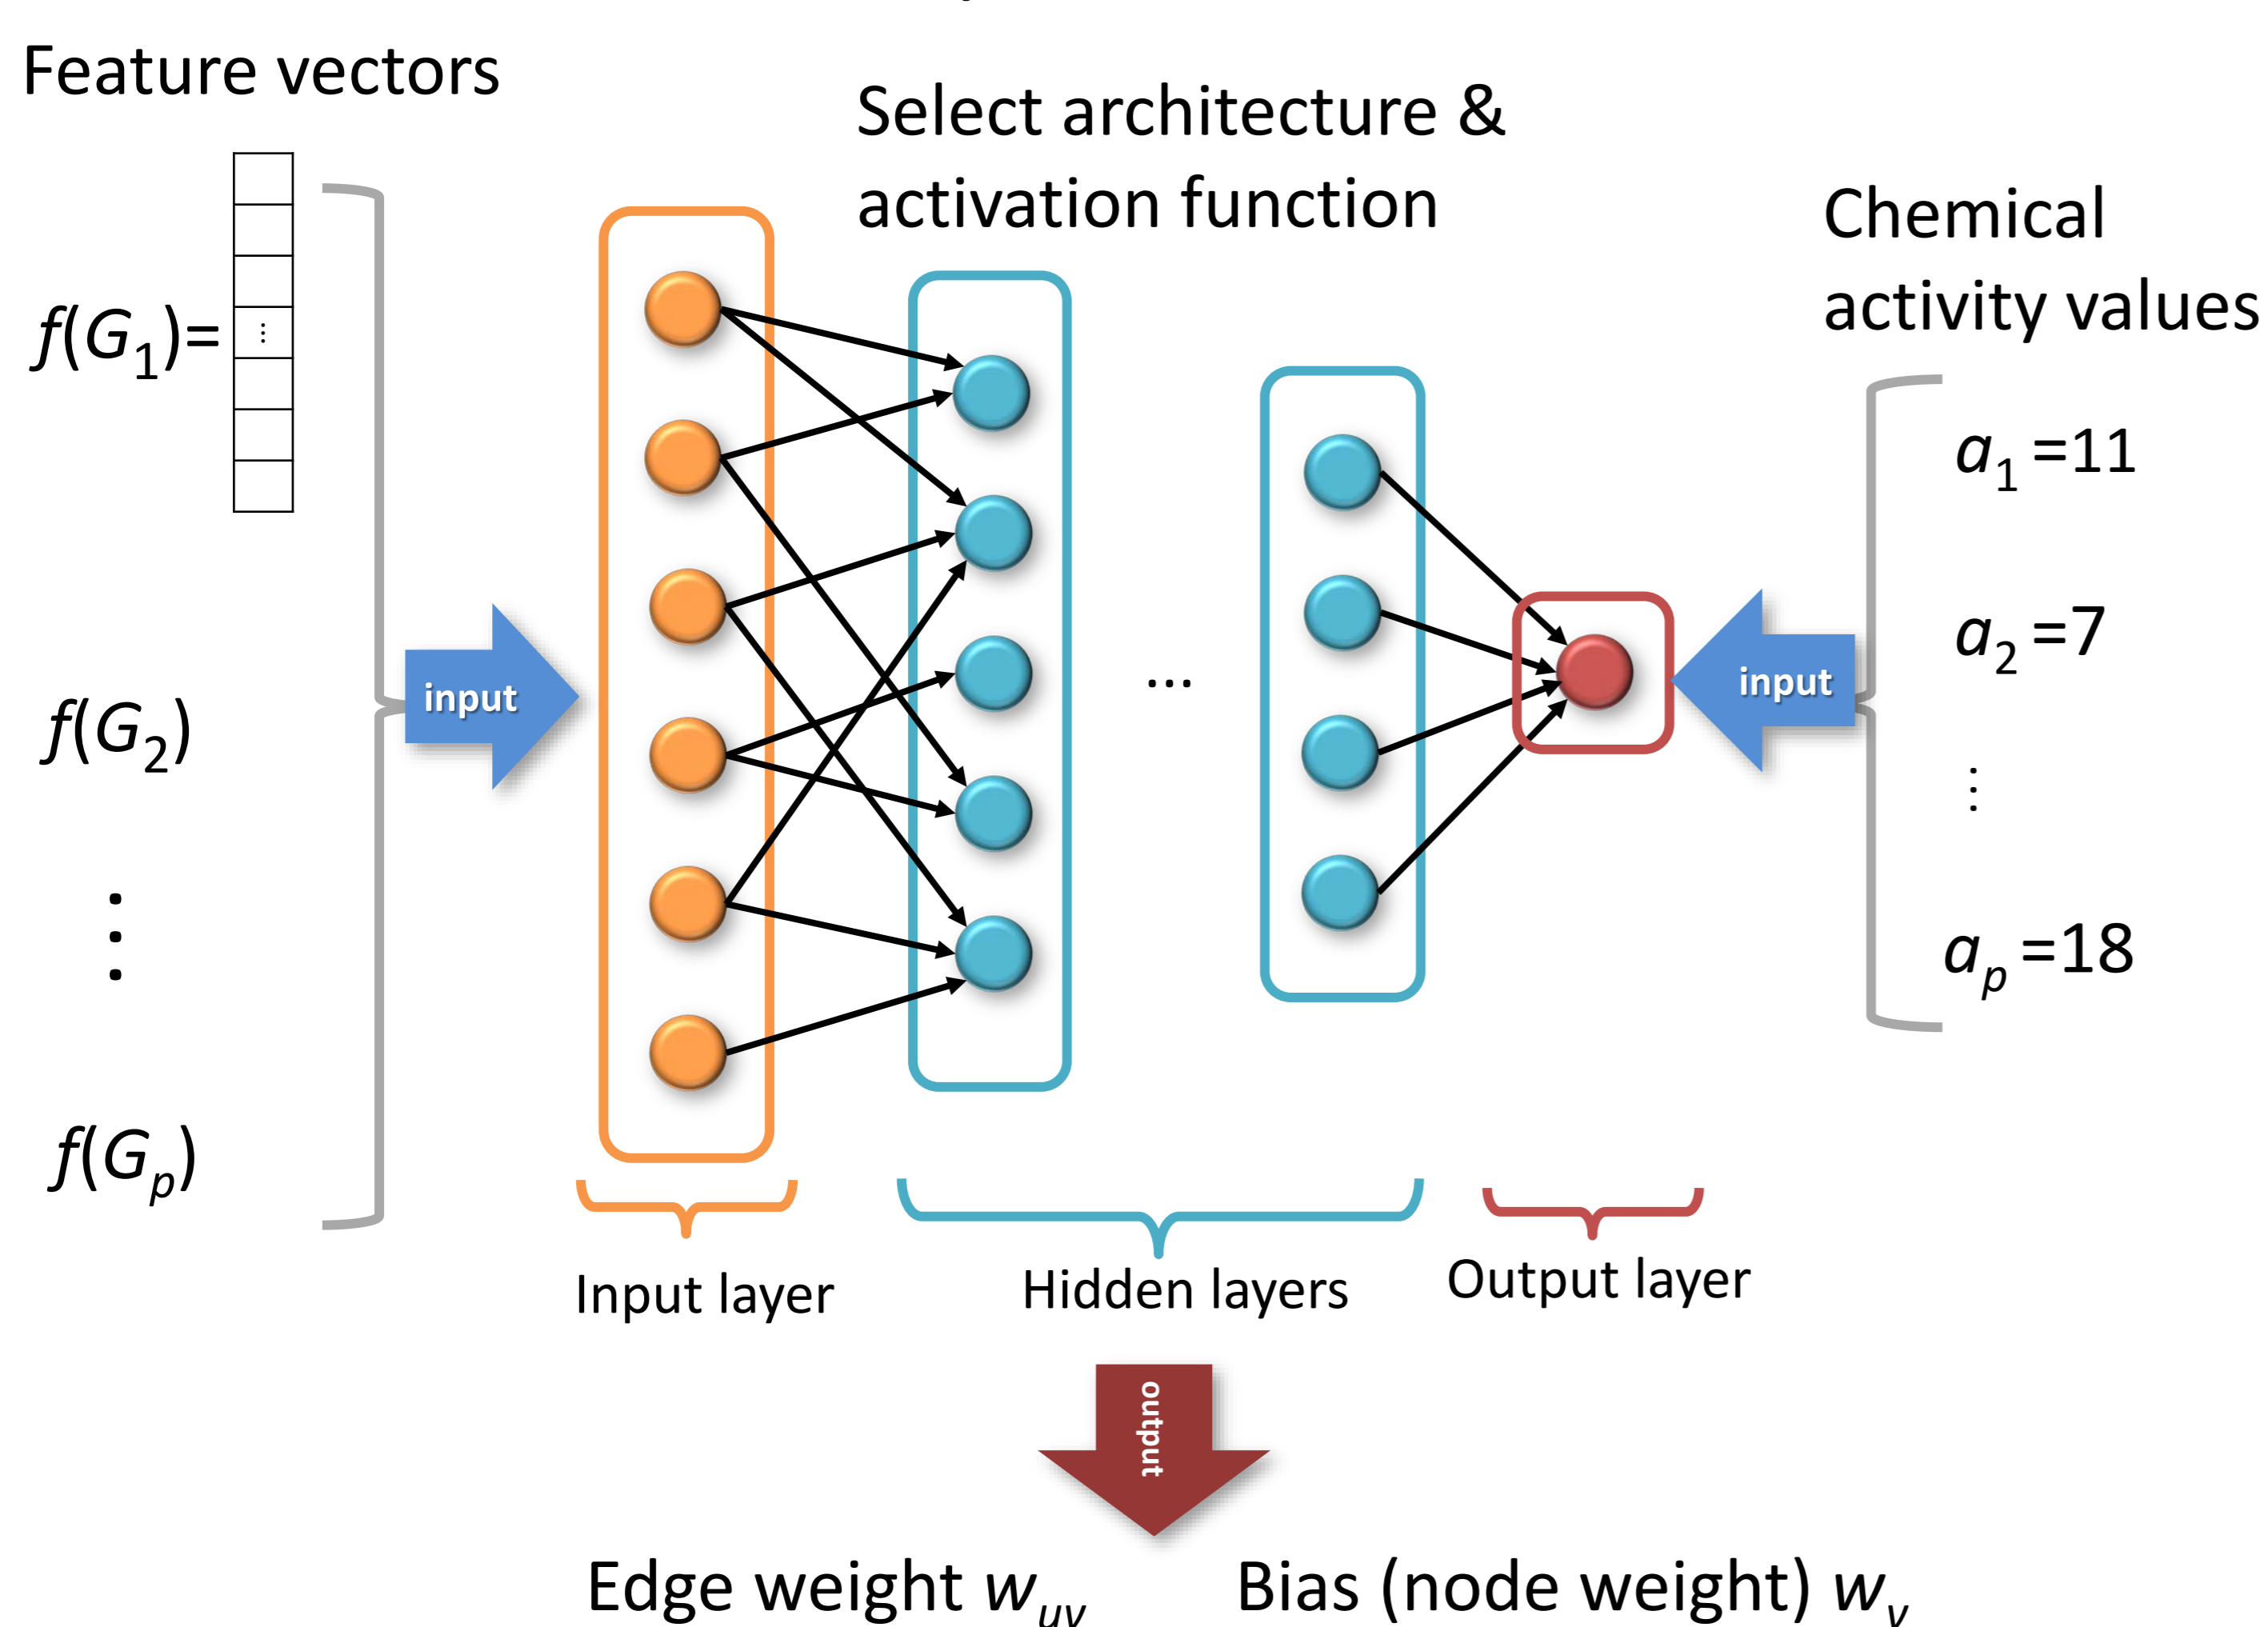 Feature vectors
Select architecture &
activation function
Chemical
activity values
f(G1)=
⋮
input
f(G2)
⋮
f(Gp)
...
input
a1 =11
a2 =7
⋮
ap =18
Input layer
Hidden layers
Output layer
output
Edge weight wuv
Bias (node weight) wv